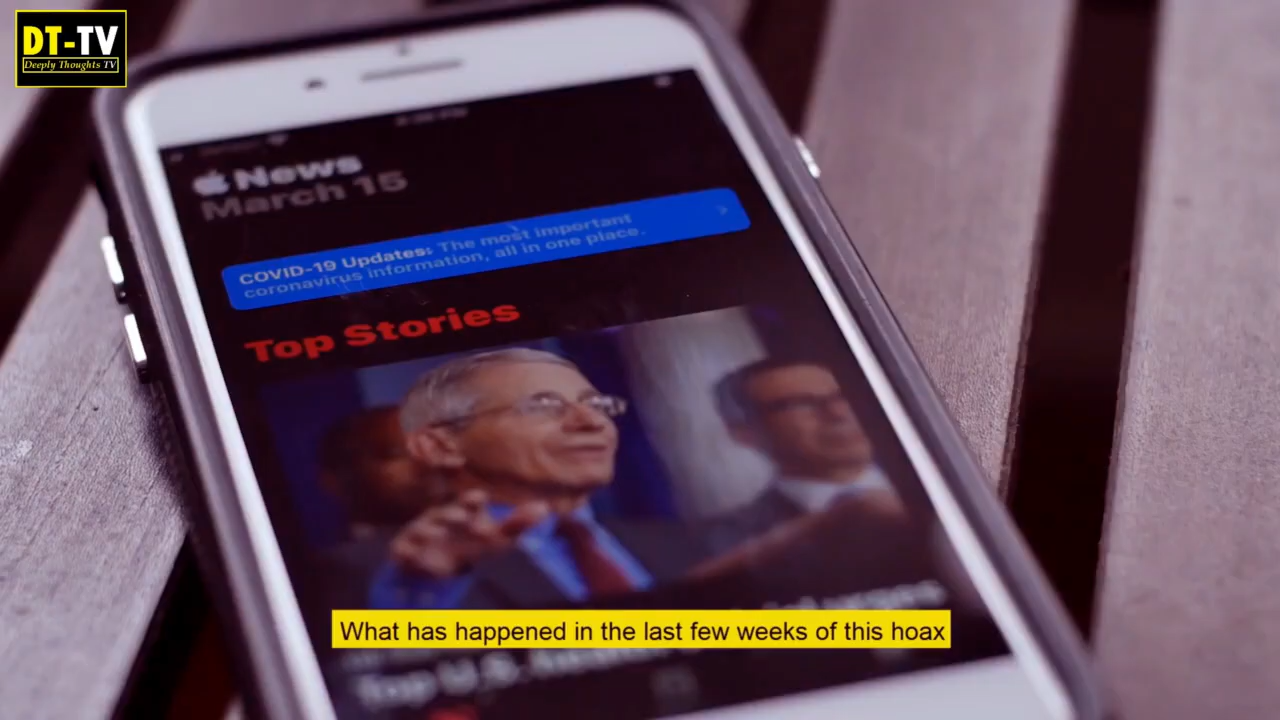 DT-TV
Deeply Thoughts TV
News
March 15
COVID-19 Updates: The most important
coronavirus information, all in one place.
Top Stories
What has happened in the last few weeks of this hoax
Top U.S.